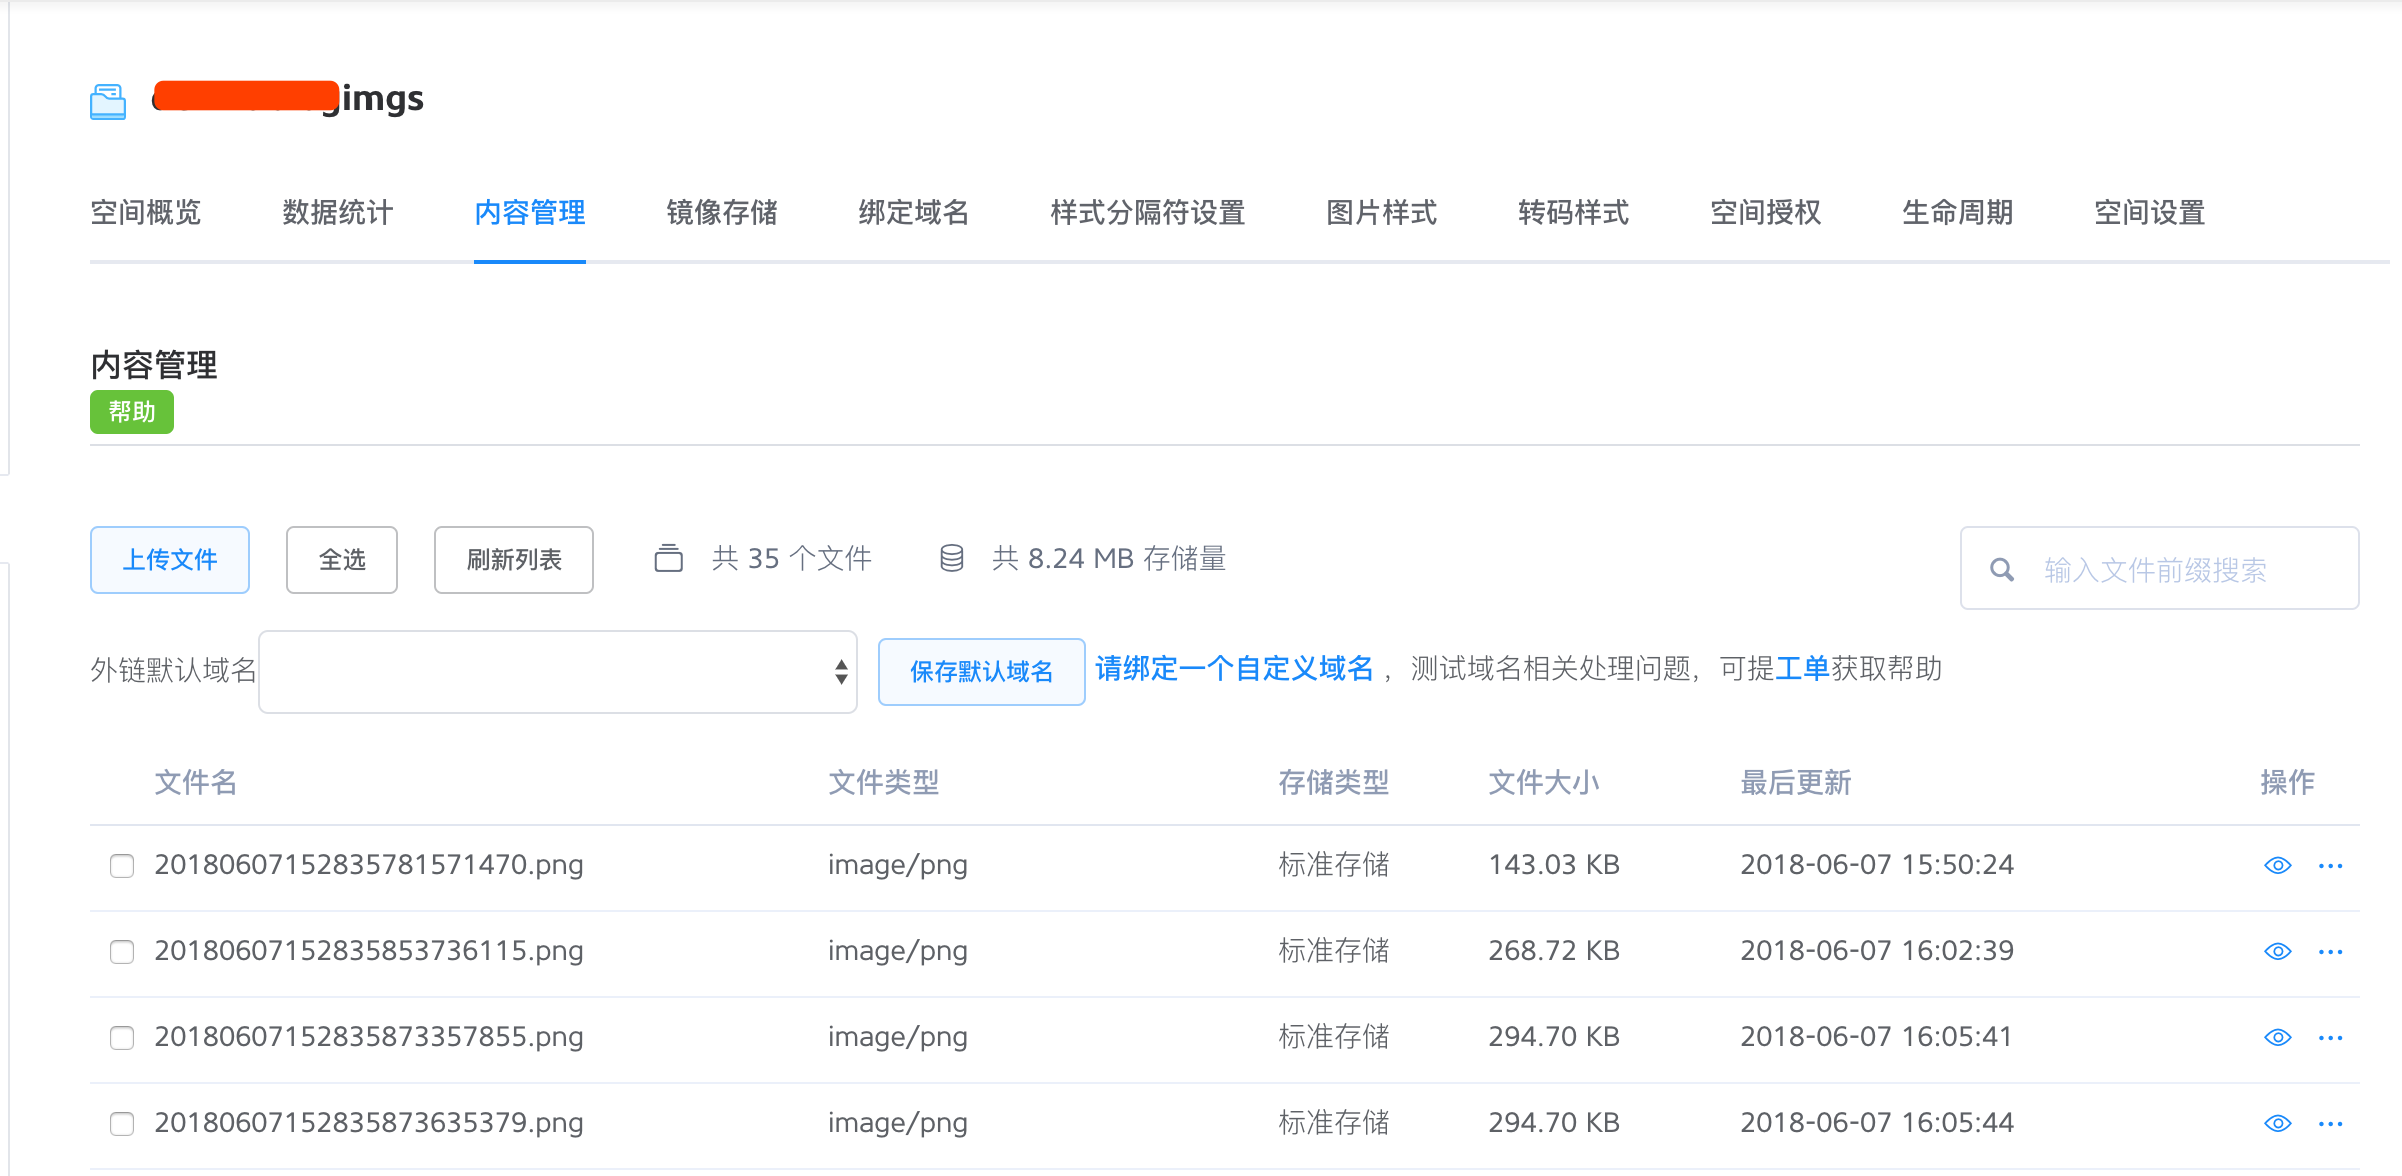 gimgs
空间概览 数据统计 内容管理 镜像存储 绑定域名 样式分隔符设置 图片样式 转码样式 空间授权 生命周期 空间设置
内容管理
帮助
上传文件 全选 刷新列表 共 35 个文件 共 8.24 MB 存储量 输入文件前缀搜索
外链默认域名 保存默认域名 请绑定一个自定义域名 ，测试域名相关处理问题，可提工单获取帮助
文件名 文件类型 存储类型 文件大小 最后更新 操作
20180607152835781571470.png image/png 标准存储 143.03 KB 2018-06-07 15:50:24
20180607152835853736115.png image/png 标准存储 268.72 KB 2018-06-07 16:02:39
20180607152835873357855.png image/png 标准存储 294.70 KB 2018-06-07 16:05:41
20180607152835873635379.png image/png 标准存储 294.70 KB 2018-06-07 16:05:44